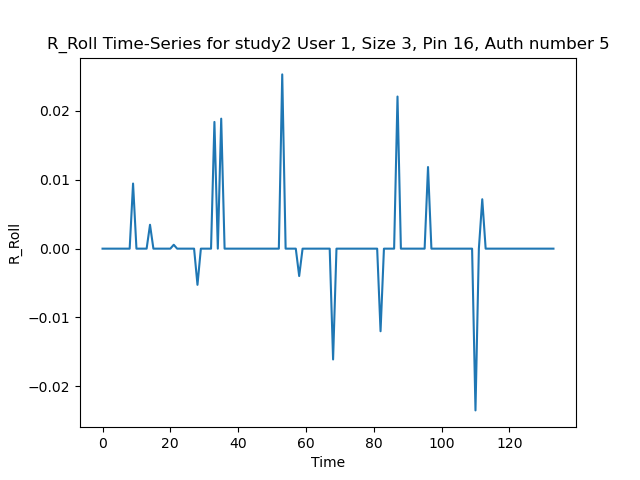 R_Roll Time-Series for study2 User 1, Size 3, Pin 16, Auth number 5
0.02
0.01
0.00
−0.01
−0.02
R_Roll
0 20 40 60 80 100 120
Time